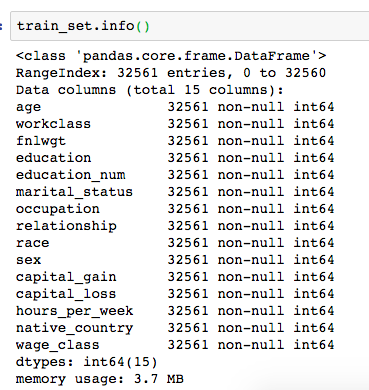 train_set.info()
<class 'pandas.core.frame.DataFrame'>
RangeIndex: 32561 entries, 0 to 32560
Data columns (total 15 columns):
age               32561 non-null int64
workclass         32561 non-null int64
fnlwgt            32561 non-null int64
education         32561 non-null int64
education_num     32561 non-null int64
marital_status    32561 non-null int64
occupation        32561 non-null int64
relationship      32561 non-null int64
race              32561 non-null int64
sex               32561 non-null int64
capital_gain      32561 non-null int64
capital_loss      32561 non-null int64
hours_per_week    32561 non-null int64
native_country    32561 non-null int64
wage_class        32561 non-null int64
dtypes: int64(15)
memory usage: 3.7 MB